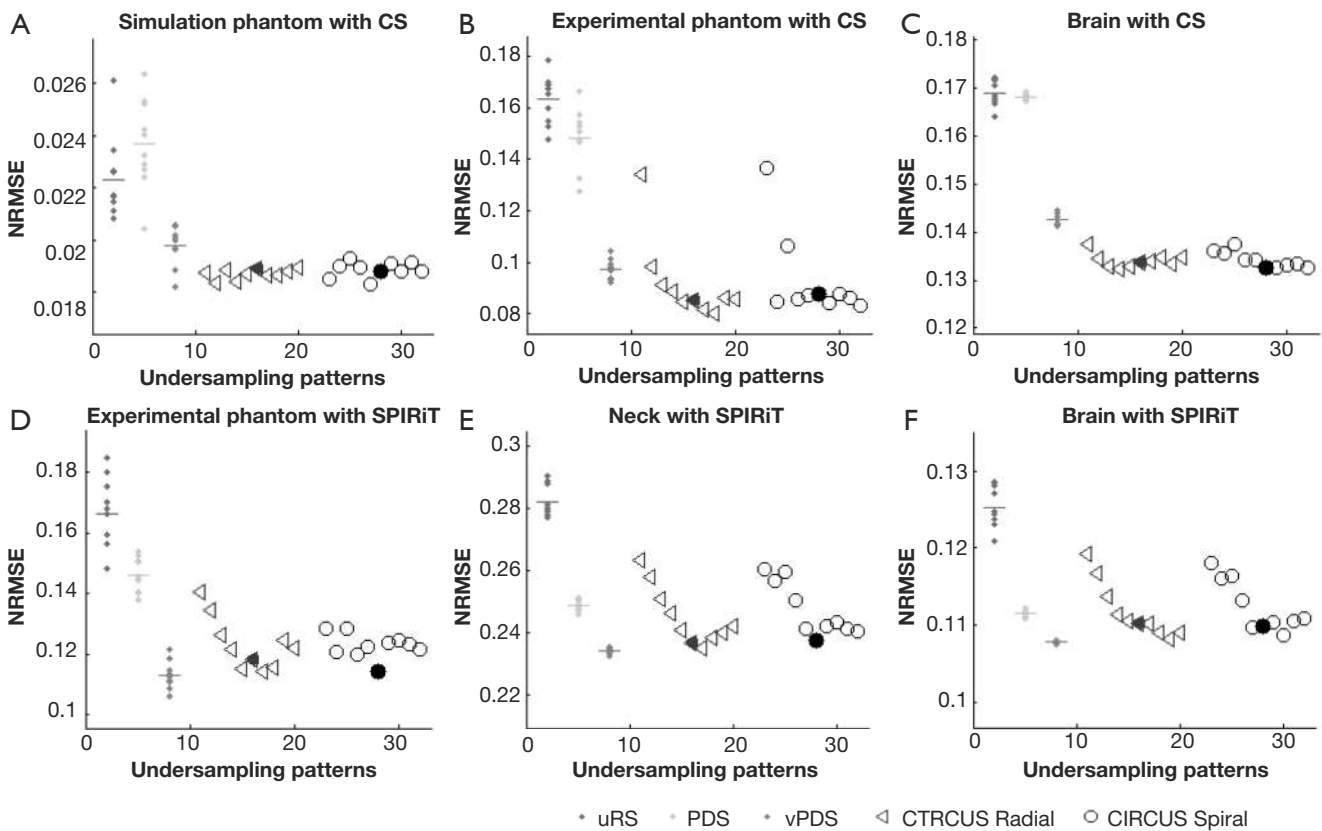 A Simulation phantom with CS
NRMSE
0.026
0.024
0.022
0.02
0.018
0 10 20 30
Undersampling patterns
B Experimental phantom with CS
NRMSE
0.18
0.16
0.14
0.12
0.1
0.08
0 10 20 30
Undersampling patterns
C Brain with CS
NRMSE
0.18
0.17
0.16
0.15
0.14
0.13
0.12
0 10 20 30
Undersampling patterns
D Experimental phantom with SPIRiT
NRMSE
0.18
0.16
0.14
0.12
0.1
0 10 20 30
Undersampling patterns
E Neck with SPIRiT
NRMSE
0.3
0.28
0.26
0.24
0.22
0 10 20 30
Undersampling patterns
F Brain with SPIRiT
NRMSE
0.13
0.12
0.11
0.1
0 10 20 30
Undersampling patterns
uRS PDS vPDS CTRCUS Radial CIRCUS Spiral